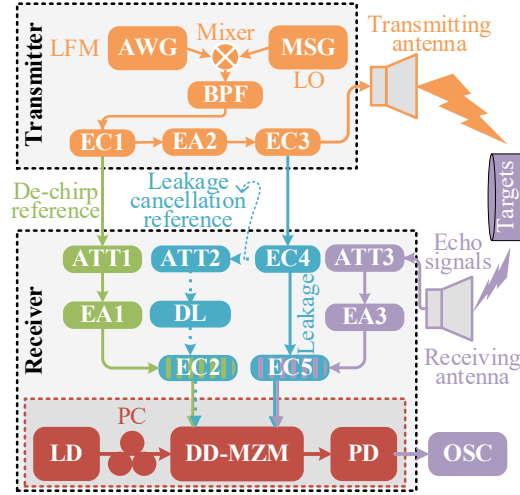 Transmitter
LFM
AWG
Mixer
MSG
LO
BPF
EC1
EA2
EC3
Transmitting
antenna
Targets
De-chirp
reference
Leakage
cancellation
reference
Echo
signals
Receiver
ATT1
ATT2
EC4
ATT3
EA1
DL
Leakage
EA3
EC2
EC5
Receiving
antenna
PC
LD
DD-MZM
PD
OSC